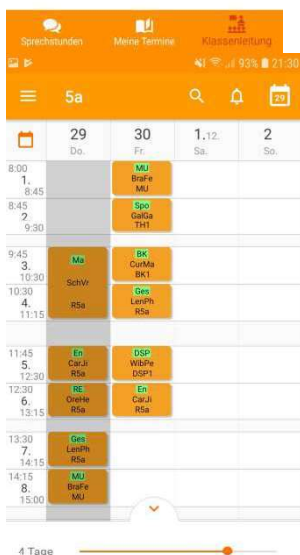 Sprechstunden Meine Termine Klassenleitung
93% 21:30
5a 29
29 30 1.12. 2
Do. Fr. Sa. So.
8:00
1.
8:45
MU
BraFe
MU
8:45
2.
9:30
Spo
GalGa
TH1
9:45
3.
10:30
Ma
SchVr
R5a
BK
CurMa
BK1
10:30
4.
11:15
Ges
LenPh
R5a
11:45
5.
12:30
En
CarJi
R5a
DSP
WibPe
DSP1
12:30
6.
13:15
RE
OreHe
R5a
En
CarJi
R5a
13:30
7.
14:15
Ges
LenPh
R5a
14:15
8.
15:00
MU
BraFe
MU
4 Tage